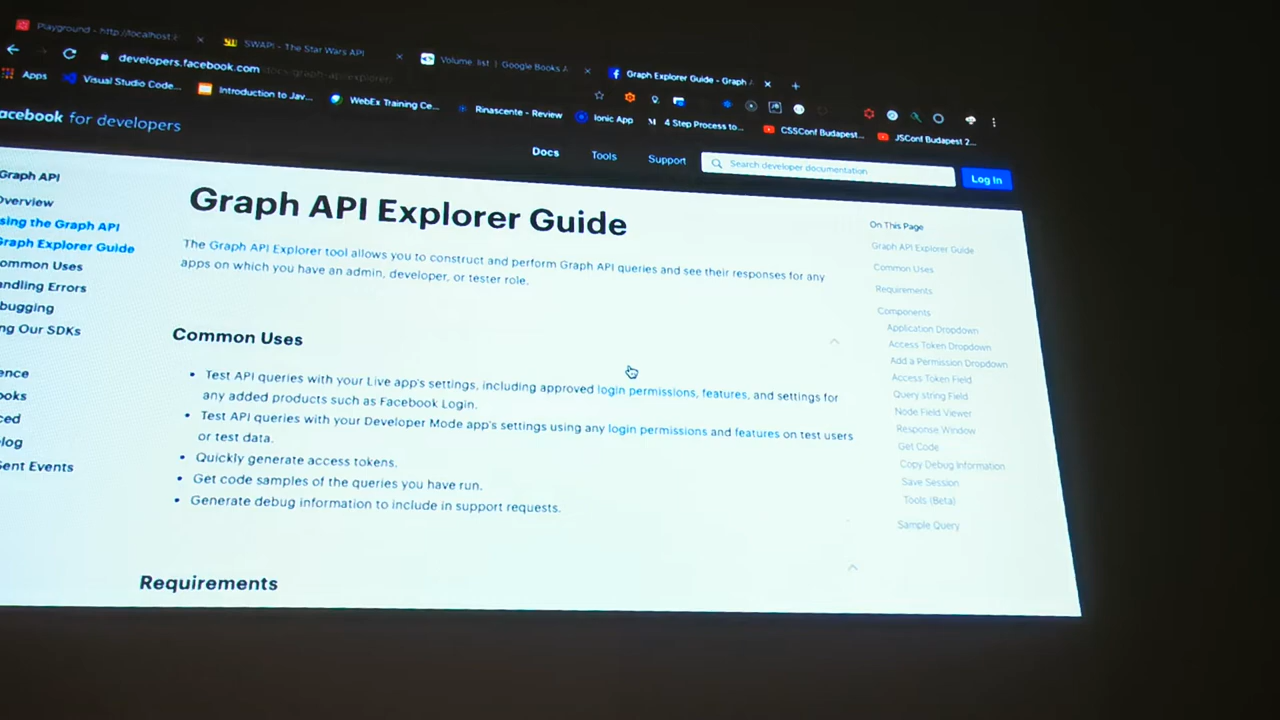 Playground - http://localhost:
SWAPI - The Star Wars API
Volume: list | Google Books A
Graph Explorer Guide - Graph A
developers.facebook.com/docs/graph-api/explorer/
Apps
Visual Studio Code...
Introduction to Jav...
WebEx Training Ce...
Rinascente - Review
Ionic App
4 Step Process to...
CSSConf Budapest...
JSConf Budapest 2...
acebook for developers
Docs
Tools
Support
Search developer documentation
Log In
Graph API
Overview
sing the Graph API
Graph Explorer Guide
ommon Uses
andling Errors
bugging
ng Our SDKs
ence
ooks
ced
log
ent Events
Graph API Explorer Guide
The Graph API Explorer tool allows you to construct and perform Graph API queries and see their responses for any
apps on which you have an admin, developer, or tester role.
Common Uses
• Test API queries with your Live app's settings, including approved login permissions, features, and settings for
any added products such as Facebook Login.
• Test API queries with your Developer Mode app's settings using any login permissions and features on test users
or test data.
• Quickly generate access tokens.
• Get code samples of the queries you have run.
• Generate debug information to include in support requests.
Requirements
On This Page
Graph API Explorer Guide
Common Uses
Requirements
Components
Application Dropdown
Access Token Dropdown
Add a Permission Dropdown
Access Token Field
Query string Field
Node Field Viewer
Response Window
Get Code
Copy Debug Information
Save Session
Tools (Beta)
Sample Query